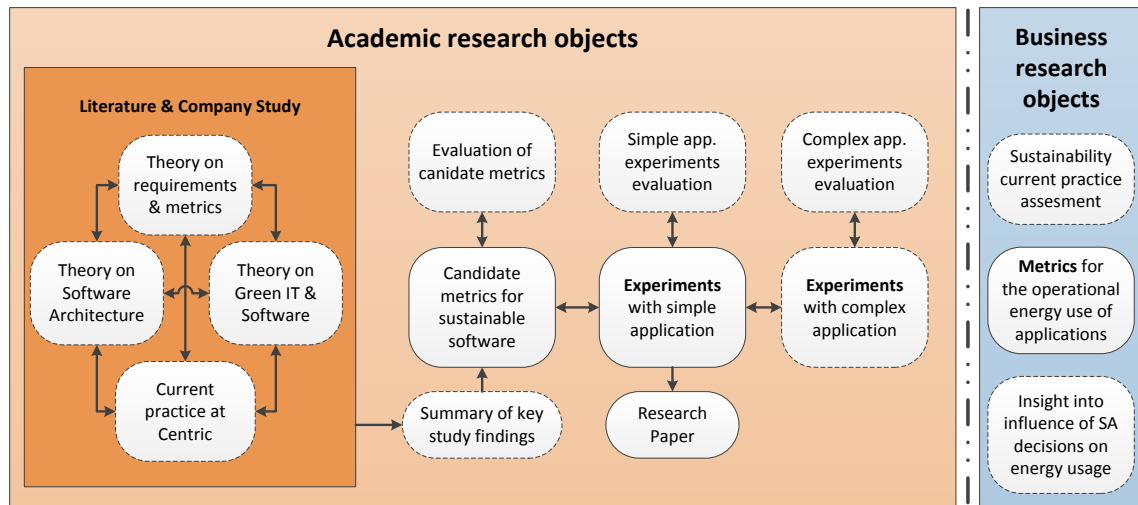 Academic research objects
Literature & Company Study
Theory on
requirements
& metrics
Theory on
Software
Architecture
Theory on
Green IT &
Software
Current
practice at
Centric
Evaluation of
canidate metrics
Candidate
metrics for
sustainable
software
Summary of key
study findings
Simple app.
experiments
evaluation
Experiments
with simple
application
Research
Paper
Complex app.
experiments
evaluation
Experiments
with complex
application
Business
research
objects
Sustainability
current practice
assesment
Metrics for
the operational
energy use of
applications
Insight into
influence of SA
decisions on
energy usage